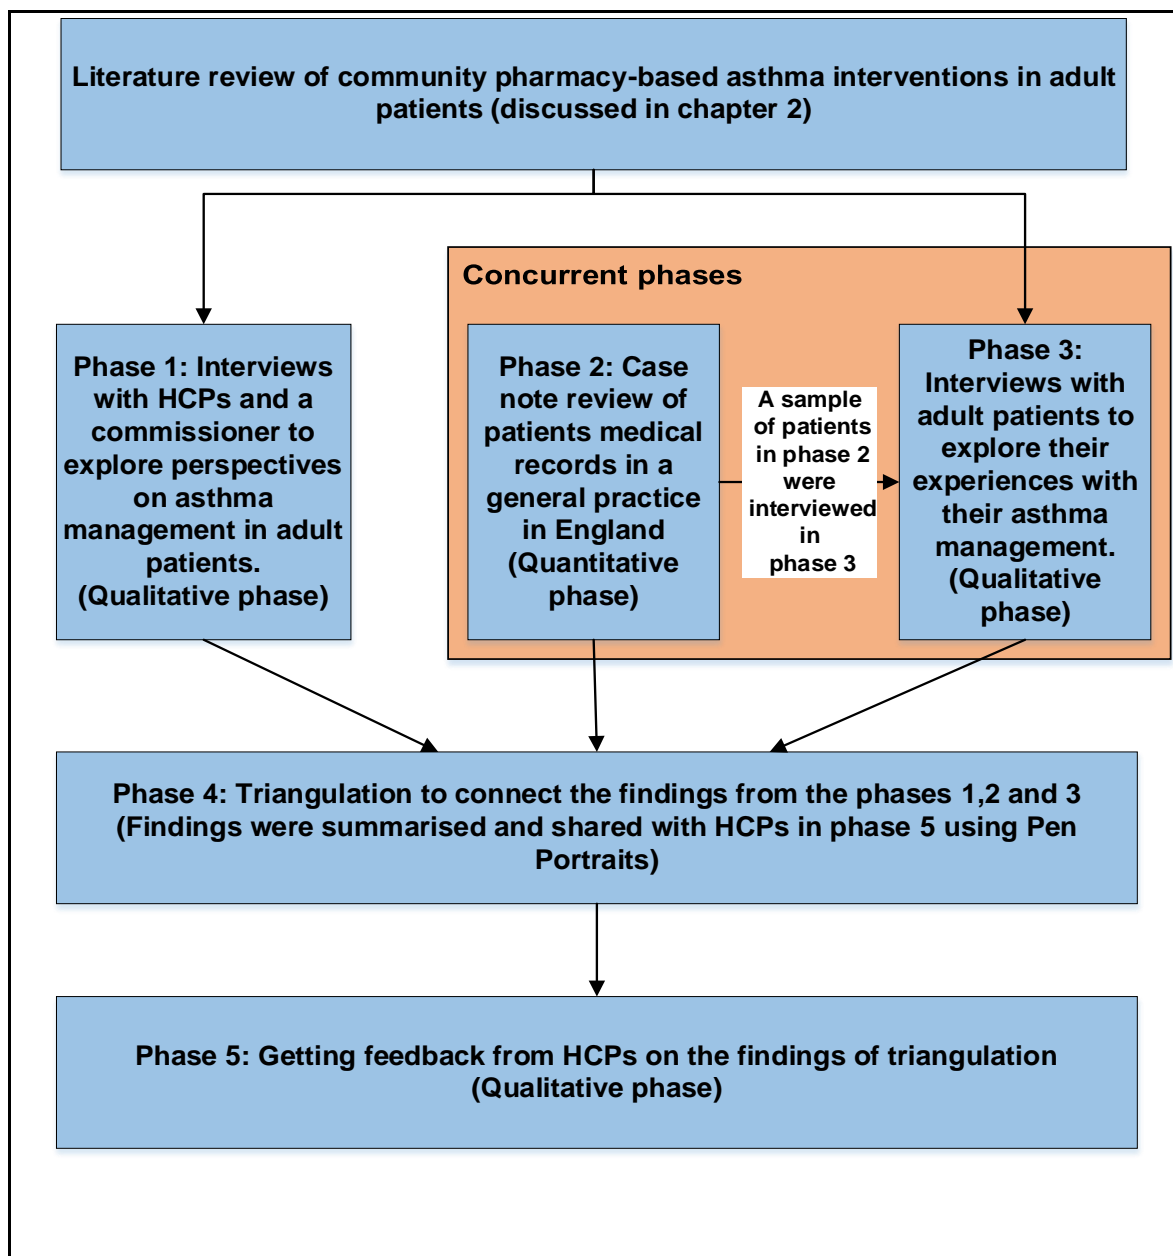 Literature review of community pharmacy-based asthma interventions in adult
patients (discussed in chapter 2)
Concurrent phases
Phase 1: Interviews
with HCPs and a
commissioner to
explore perspectives
on asthma
management in adult
patients.
(Qualitative phase)
Phase 2: Case
note review of
patients medical
records in a
general practice
in England
(Quantitative
phase)
A sample
of patients
in phase 2
were
interviewed
in
phase 3
Phase 3:
Interviews with
adult patients to
explore their
experiences with
their asthma
management.
(Qualitative
phase)
Phase 4: Triangulation to connect the findings from the phases 1,2 and 3
(Findings were summarised and shared with HCPs in phase 5 using Pen
Portraits)
Phase 5: Getting feedback from HCPs on the findings of triangulation
(Qualitative phase)